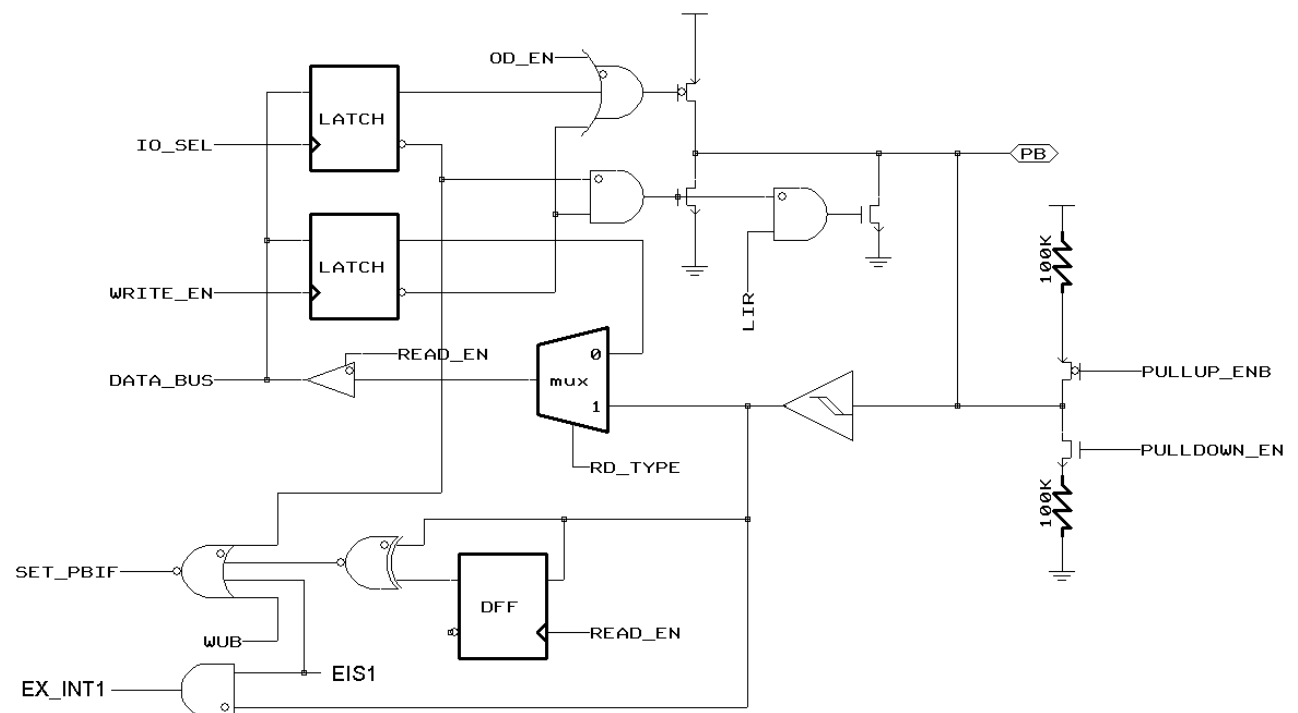 OD_EN
LATCH
IO_SEL
PB
LATCH
100K
WRITE_EN
LIR
READ_EN
0
DATA_BUS
mux
PULLUP_ENB
1
PULLDOWN_EN
RD_TYPE
100K
SET_PBIF
DFF
READ_EN
WUB
EIS1
EX_INT1